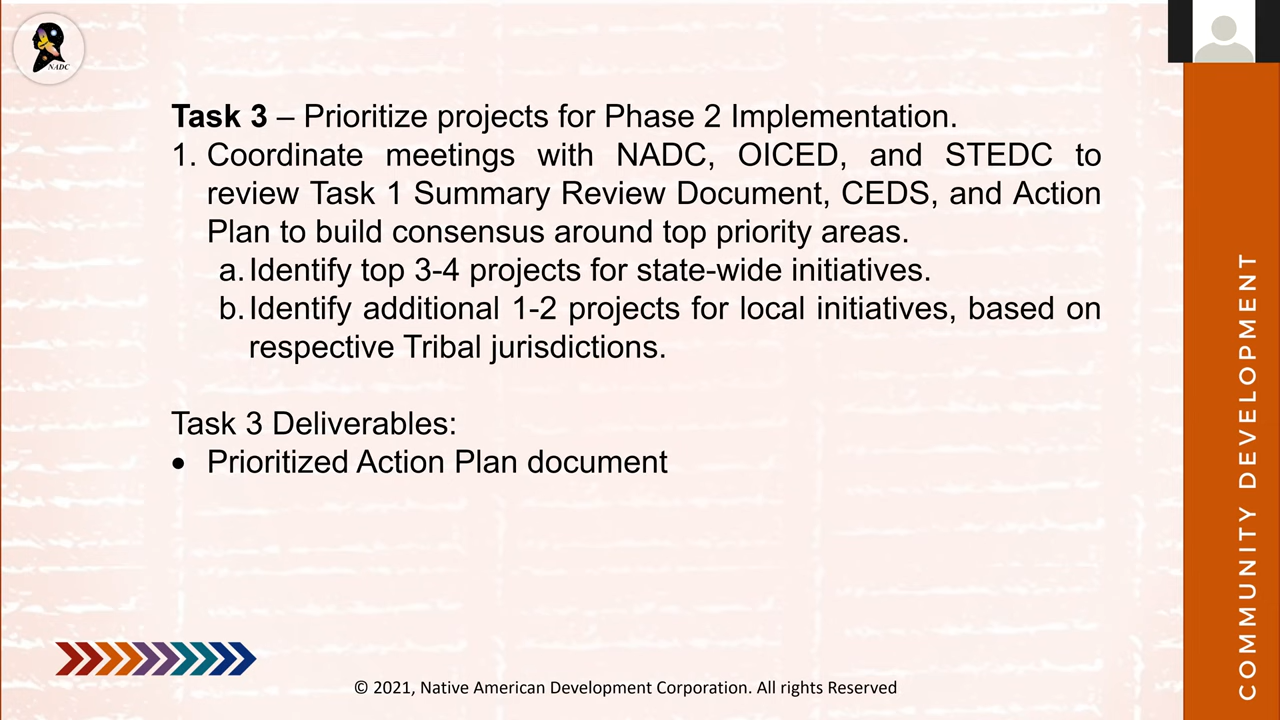 NADC
Task 3 – Prioritize projects for Phase 2 Implementation.
1. Coordinate meetings with NADC, OICED, and STEDC to
review Task 1 Summary Review Document, CEDS, and Action
Plan to build consensus around top priority areas.
a. Identify top 3-4 projects for state-wide initiatives.
b. Identify additional 1-2 projects for local initiatives, based on
respective Tribal jurisdictions.
Task 3 Deliverables:
• Prioritized Action Plan document
© 2021, Native American Development Corporation. All rights Reserved
COMMUNITY DEVELOPMENT